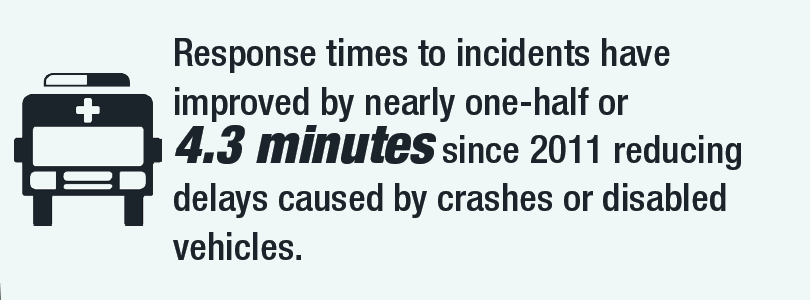 Response times to incidents have
improved by nearly one-half or
4.3 minutes since 2011 reducing
delays caused by crashes or disabled
vehicles.